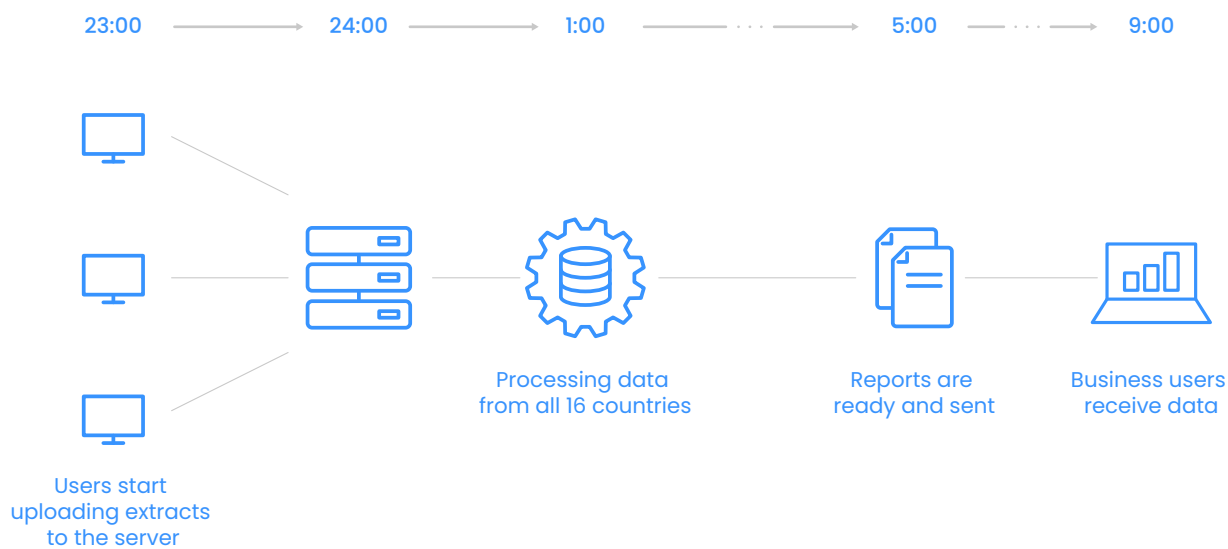 23:00
24:00
1:00
5:00
9:00
Processing data
from all 16 countries
Reports are
ready and sent
Business users
receive data
Users start
uploading extracts
to the server